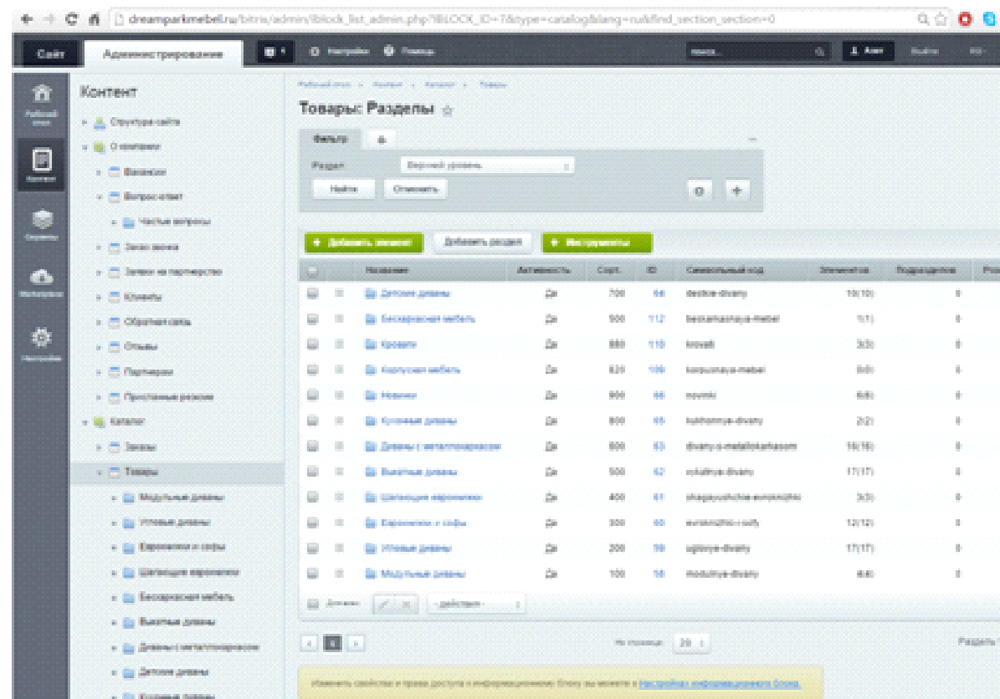 dreamparkmebel.ru/bitrix/admin/iblock_list_admin.php?IBLOCK_ID=7&type=catalog&lang=ru&find_section_section=0
Сайт
Администрирование
1
Настройки
Помощь
поиск...
Выйти
Рабочий стол
Контент
Сервисы
Marketplace
Настройки
Контент
Структура сайта
О компании
Вакансии
Вопрос-ответ
Частые вопросы
Заказ звонка
Заявки на партнерство
Клиенты
Обратная связь
Отзывы
Партнерам
Присланные резюме
Каталог
Заказы
Товары
Модульные диваны
Угловые диваны
Еврокнижки и софы
Шагающие еврокнижки
Бескаркасная мебель
Выкатные диваны
Диваны с металлокаркасом
Детские диваны
Кухонные диваны
Рабочий стол Контент Каталог Товары
Товары: Разделы
Фильтр
Раздел: Верхний уровень
Найти Отменить
Добавить элемент Добавить раздел Инструменты
Название Активность Сорт. ID Символьный код Элементов Подразделов
Детские диваны Да 700 64 detskie-divany 10(10) 0
Бескаркасная мебель Да 500 112 beskarkasnaya-mebel 1(1) 0
Кровати Да 880 110 krovati 3(3) 0
Корпусная мебель Да 820 109 korpusnaya-mebel 0(0) 0
Новинки Да 900 66 novinki 6(6) 0
Кухонные диваны Да 800 65 kukhonnye-divany 2(2) 0
Диваны с металлокаркасом Да 600 63 divany-s-metallokarkasom 16(16) 0
Выкатные диваны Да 500 62 vykatnye-divany 17(17) 0
Шагающие еврокнижки Да 400 61 shagayushchie-evroknizhki 3(3) 0
Еврокнижки и софы Да 300 60 evroknizhki-i-sofy 12(12) 0
Угловые диваны Да 200 59 uglovye-divany 17(17) 0
Модульные диваны Да 100 58 modulnye-divany 4(4) 0
Для всех - действия -
На странице: 20
Разделы
Изменить свойства и права доступа к информационному блоку вы можете в Настройках информационного блока.